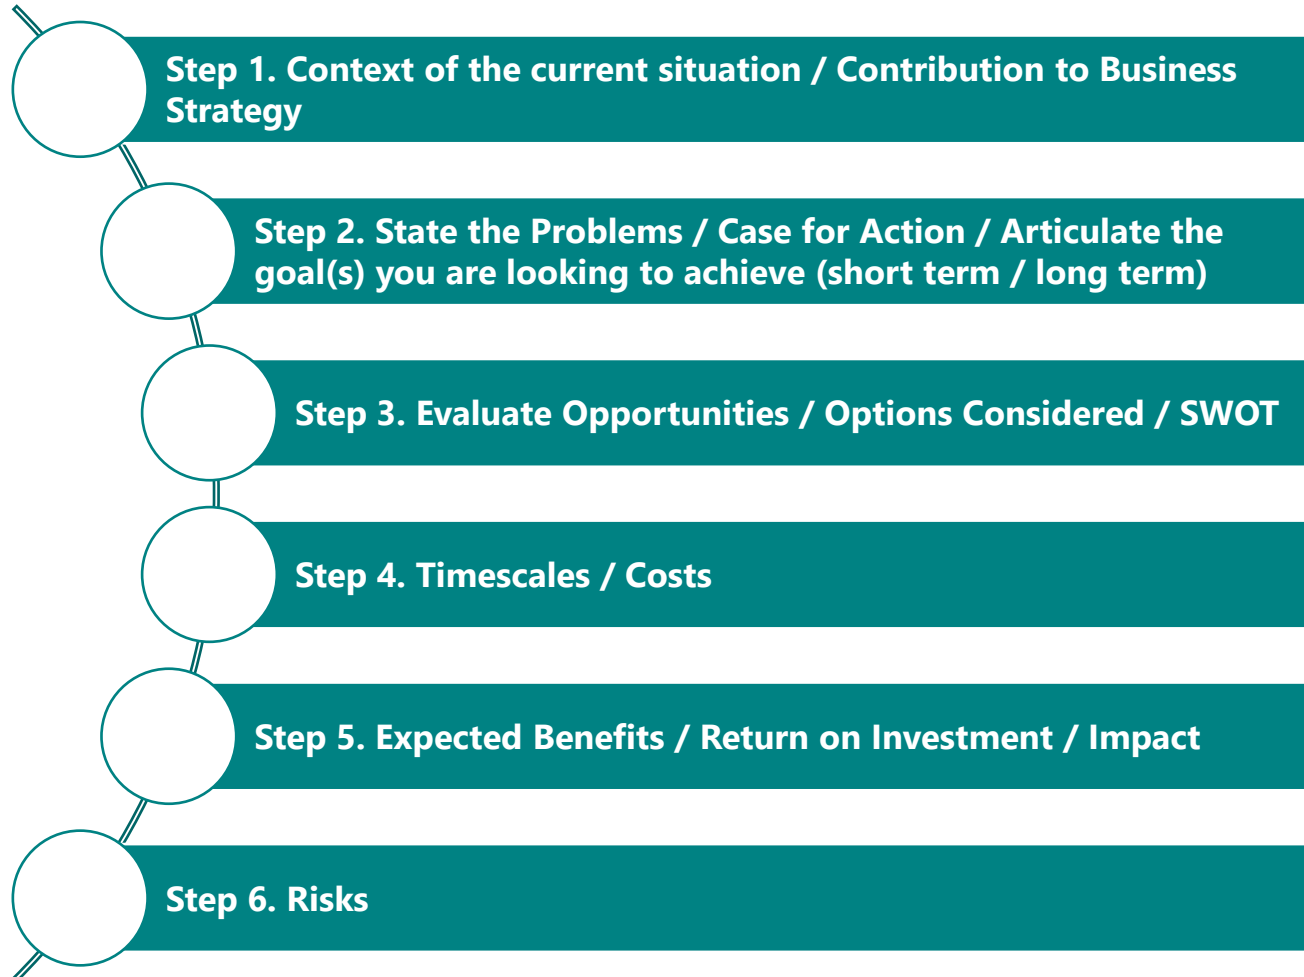 Step 1. Context of the current situation / Contribution to Business
Strategy
Step 2. State the Problems / Case for Action / Articulate the
goal(s) you are looking to achieve (short term / long term)
Step 3. Evaluate Opportunities / Options Considered / SWOT
Step 4. Timescales / Costs
Step 5. Expected Benefits / Return on Investment / Impact
Step 6. Risks